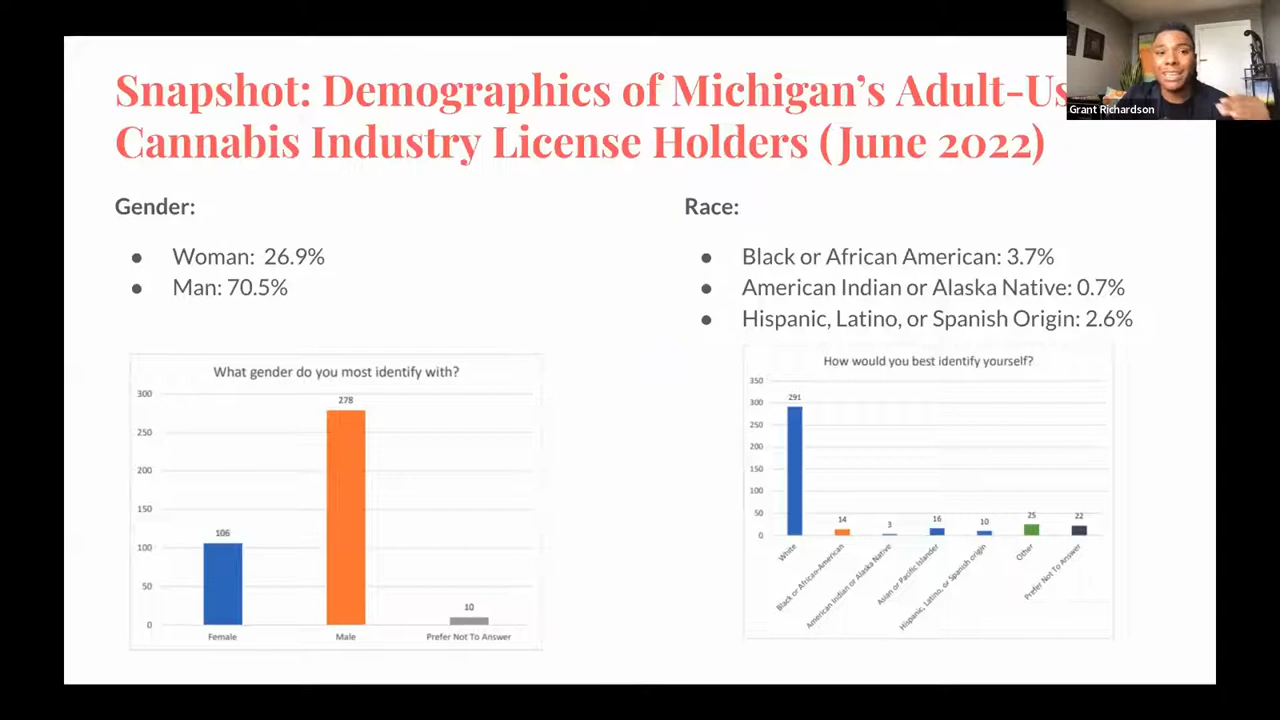 Snapshot: Demographics of Michigan's Adult-Us
Cannabis Industry License Holders (June 2022)
Grant Richardson
Gender:
● Woman: 26.9%
● Man: 70.5%
Race:
● Black or African American: 3.7%
● American Indian or Alaska Native: 0.7%
● Hispanic, Latino, or Spanish Origin: 2.6%
What gender do you most identify with?
300
250
200
150
100
50
0
106
278
10
Female
Male
Prefer Not To Answer
How would you best identify yourself?
350
300
250
200
150
100
50
0
291
14
3
16
10
25
22
White
Black or African-American
American Indian or Alaska Native
Asian or Pacific Islander
Hispanic, Latino, or Spanish origin
Other
Prefer Not To Answer